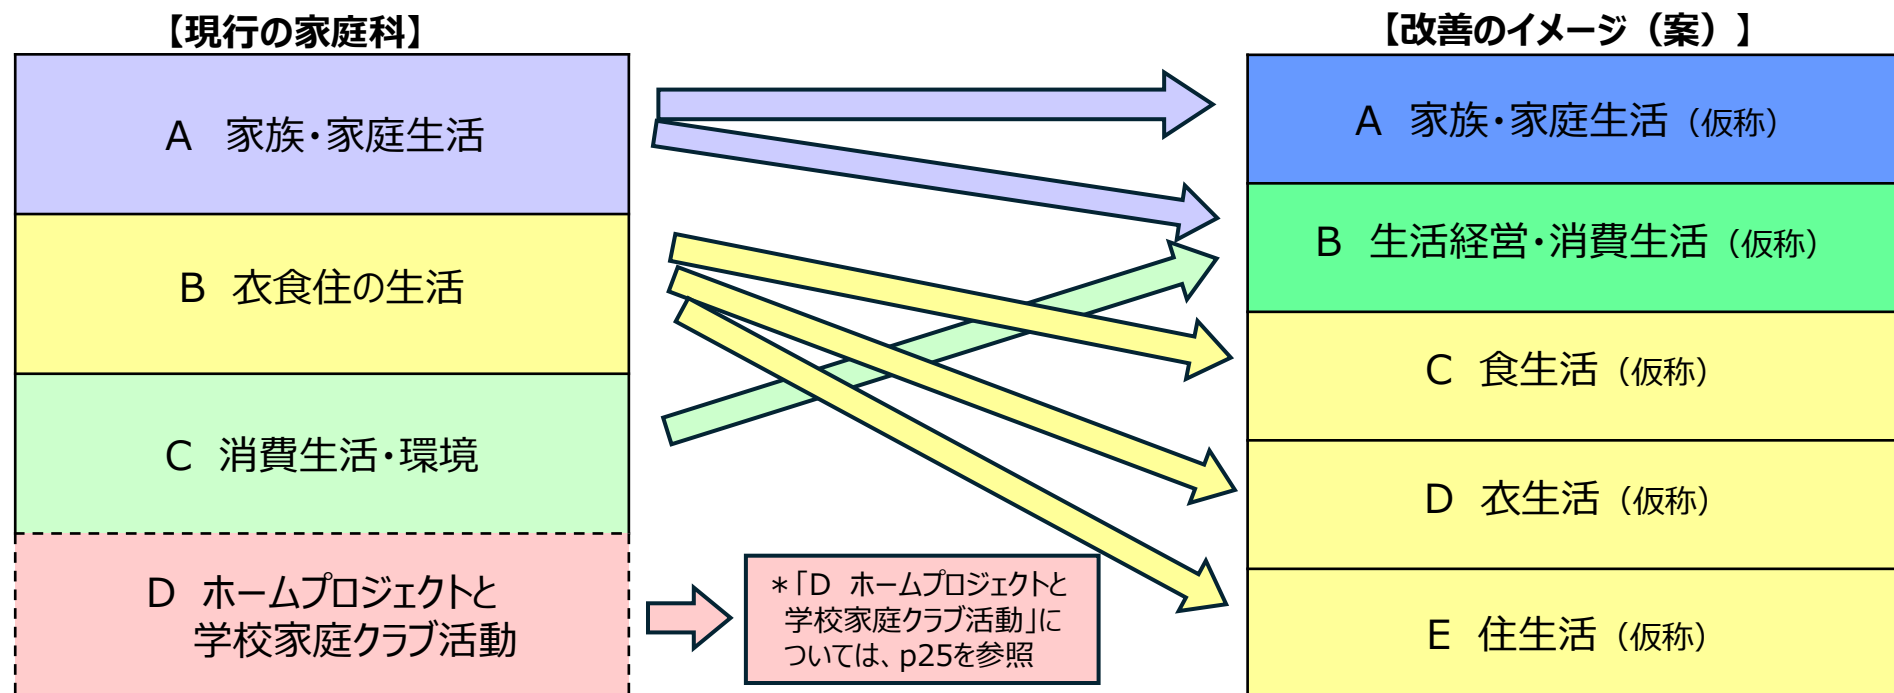 【現行の家庭科】
A　家族・家庭生活
B　衣食住の生活
C　消費生活・環境
D　ホームプロジェクトと
学校家庭クラブ活動
＊「D　ホームプロジェクトと
学校家庭クラブ活動」に
ついては、p25を参照
【改善のイメージ（案）】
A　家族・家庭生活（仮称）
B　生活経営・消費生活（仮称）
C　食生活（仮称）
D　衣生活（仮称）
E　住生活（仮称）